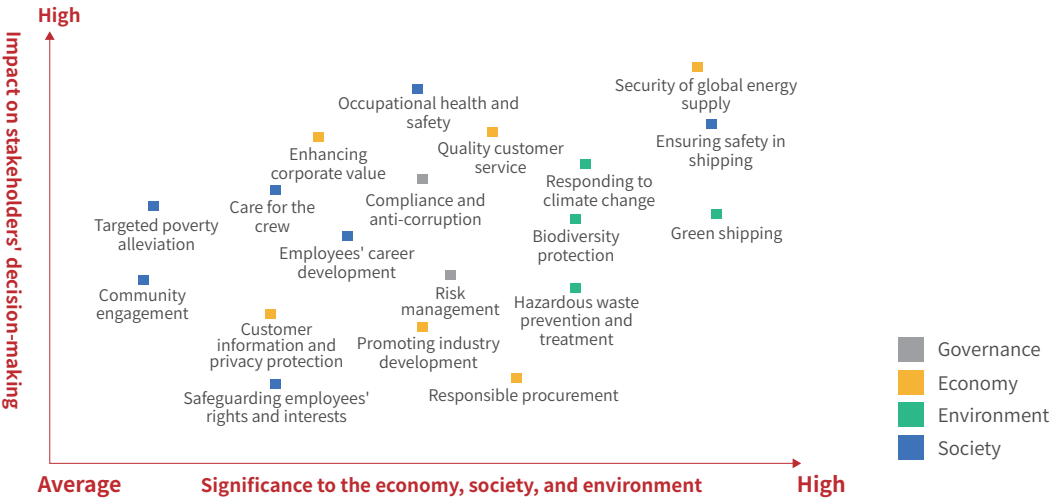 High
Impact on stakeholders' decision-making
Security of global energy
supply
Occupational health and
safety
Ensuring safety in
shipping
Quality customer
service
Enhancing
corporate value
Responding to
climate change
Compliance and
anti-corruption
Care for the
crew
Targeted poverty
alleviation
Green shipping
Biodiversity
protection
Employees' career
development
Community
engagement
Risk
management
Hazardous waste
prevention and
treatment
Customer
information and
privacy protection
Promoting industry
development
Responsible procurement
Safeguarding employees'
rights and interests
Governance
Economy
Environment
Society
Average
Significance to the economy, society, and environment
High